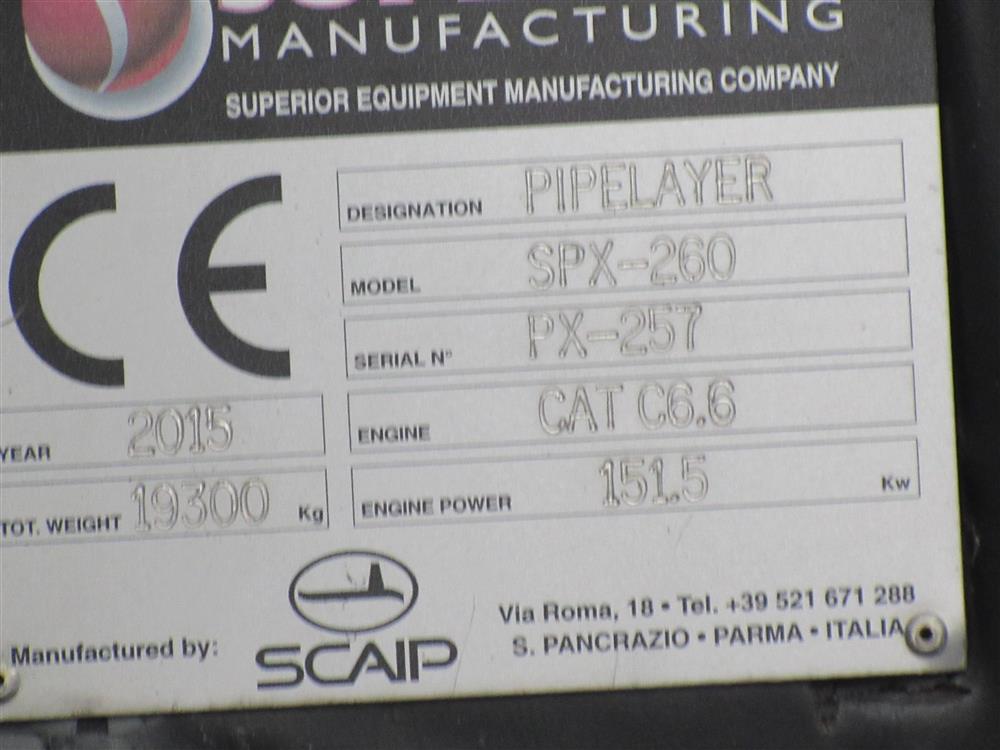 MANUFACTURING
SUPERIOR EQUIPMENT MANUFACTURING COMPANY
CE
DESIGNATION PIPELAYER
MODEL SPX-260
SERIAL N° PX-257
YEAR 2015
ENGINE CAT C6.6
TOT. WEIGHT 19300 Kg
ENGINE POWER 151.5 Kw
Manufactured by: SCAIP
Via Roma, 18 • Tel. +39 521 671 288
S. PANCRAZIO • PARMA • ITALIA